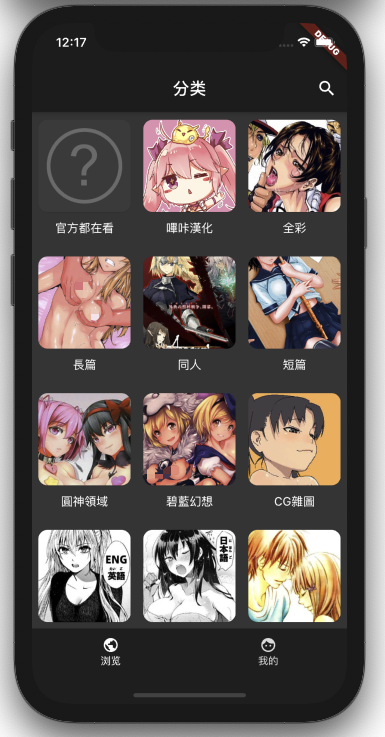 12:17
DEBUG
分类
官方都在看
嗶咔漢化
全彩
長篇
同人
短篇
圓神領域
碧藍幻想
CG雜圖
ENG
英語
日本語
浏览
我的